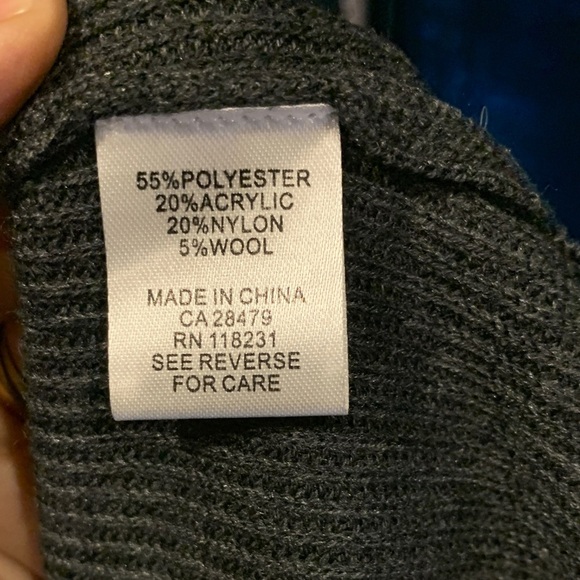 55%POLYESTER
20%ACRYLIC
20%NYLON
5%WOOL
MADE IN CHINA
CA 28479
RN 118231
SEE REVERSE
FOR CARE